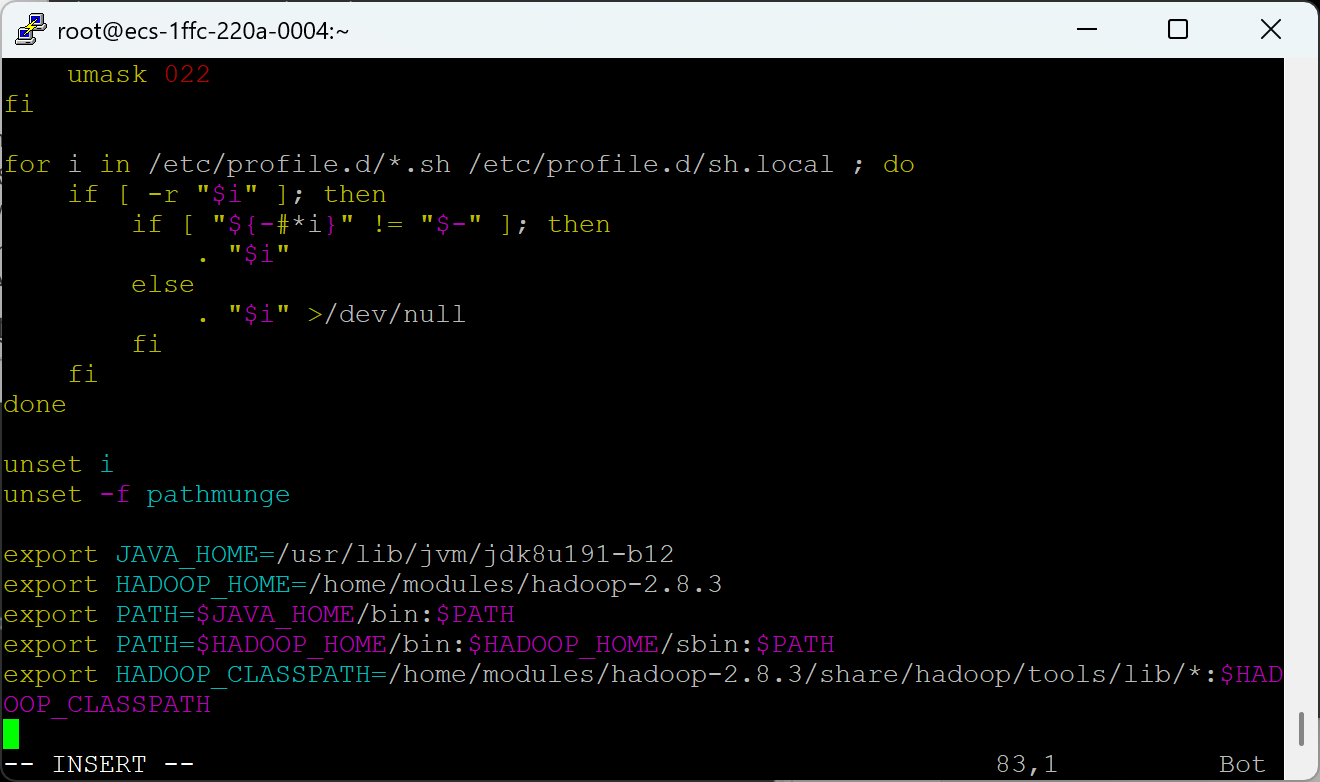 root@ecs-1ffc-220a-0004:~
    umask 022
fi

for i in /etc/profile.d/*.sh /etc/profile.d/sh.local ; do
    if [ -r "$i" ]; then
        if [ "${-#*i}" != "$-" ]; then
            . "$i"
        else
            . "$i" >/dev/null
        fi
    fi
done

unset i
unset -f pathmunge

export JAVA_HOME=/usr/lib/jvm/jdk8u191-b12
export HADOOP_HOME=/home/modules/hadoop-2.8.3
export PATH=$JAVA_HOME/bin:$PATH
export PATH=$HADOOP_HOME/bin:$HADOOP_HOME/sbin:$PATH
export HADOOP_CLASSPATH=/home/modules/hadoop-2.8.3/share/hadoop/tools/lib/*:$HAD
OOP_CLASSPATH

-- INSERT -- 83,1 Bot